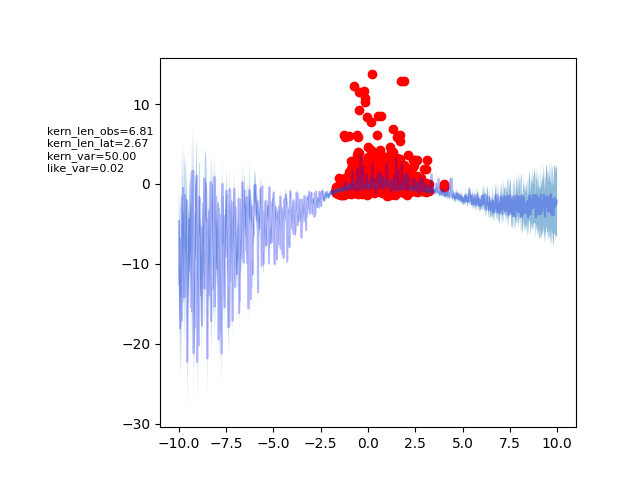 10
kern_len_obs=6.81
kern_len_lat=2.67
kern_var=50.00
like_var=0.02
0
−10
−20
−30
−10.0 −7.5 −5.0 −2.5 0.0 2.5 5.0 7.5 10.0